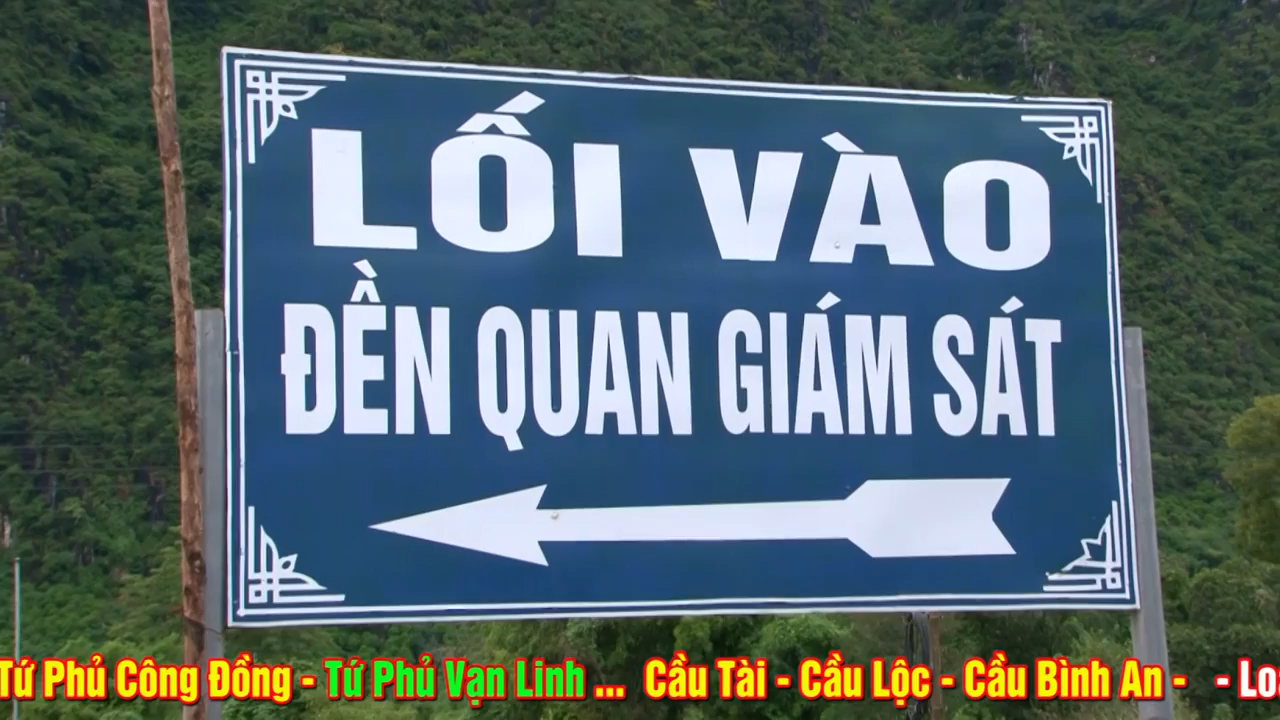 LỐI VÀO
ĐỀN QUAN GIÁM SÁT
Tứ Phủ Công Đồng - Tứ Phủ Vạn Linh ... Cầu Tài - Cầu Lộc - Cầu Bình An - -